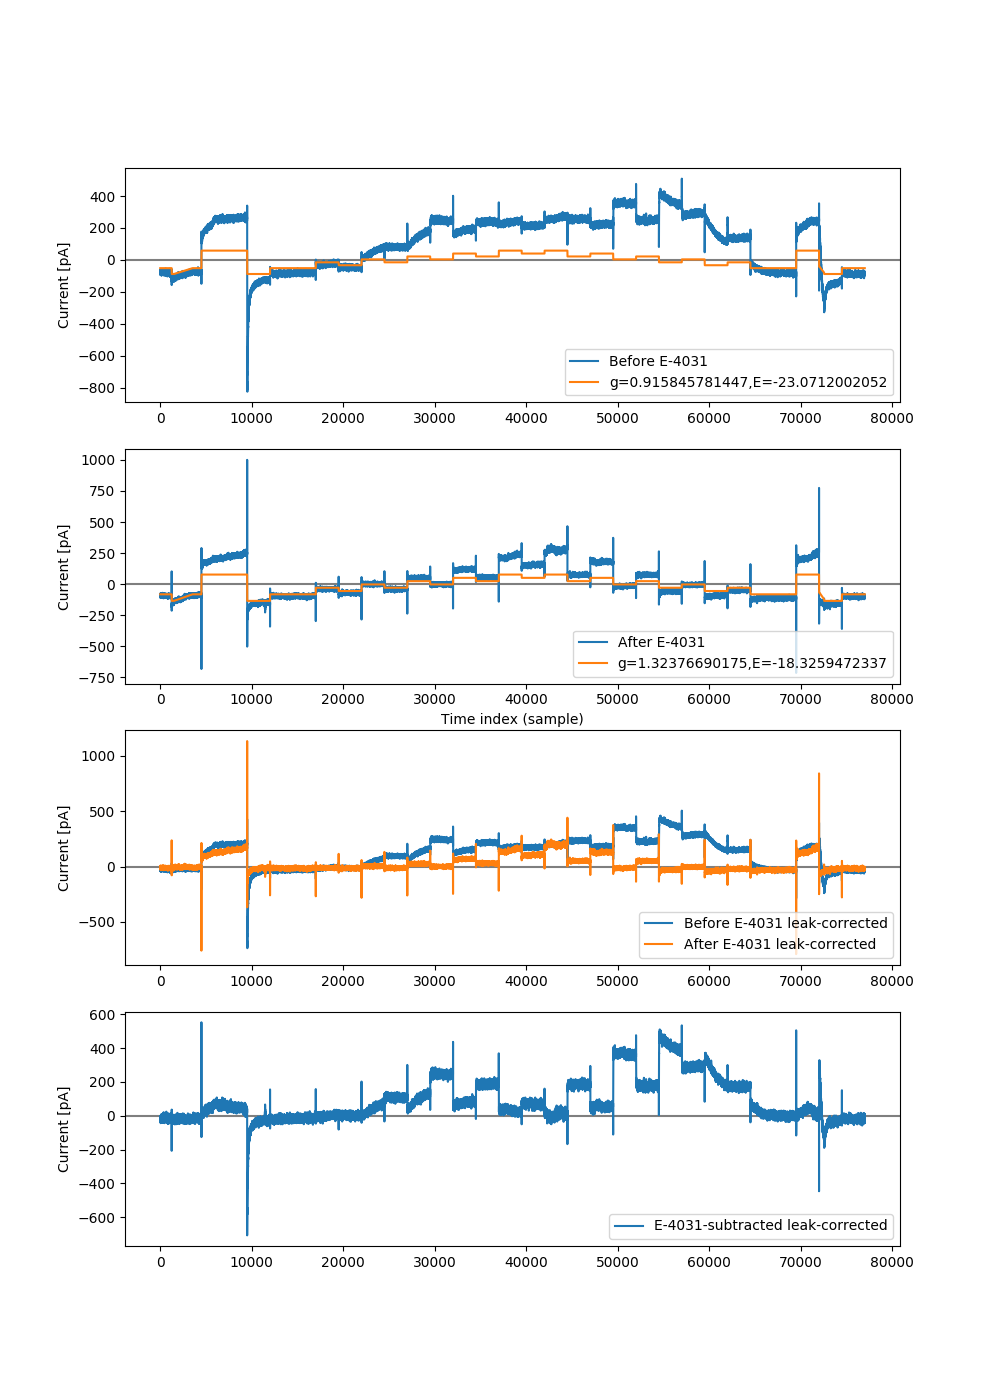 400
200
0
−200
−400
−600
−800
Current [pA]
Before E-4031
g=0.915845781447,E=-23.0712002052
0 10000 20000 30000 40000 50000 60000 70000 80000
1000
750
500
250
0
−250
−500
−750
Current [pA]
After E-4031
g=1.32376690175,E=-18.3259472337
0 10000 20000 30000 40000 50000 60000 70000 80000
Time index (sample)
1000
500
0
−500
Current [pA]
Before E-4031 leak-corrected
After E-4031 leak-corrected
0 10000 20000 30000 40000 50000 60000 70000 80000
600
400
200
0
−200
−400
−600
Current [pA]
E-4031-subtracted leak-corrected
0 10000 20000 30000 40000 50000 60000 70000 80000